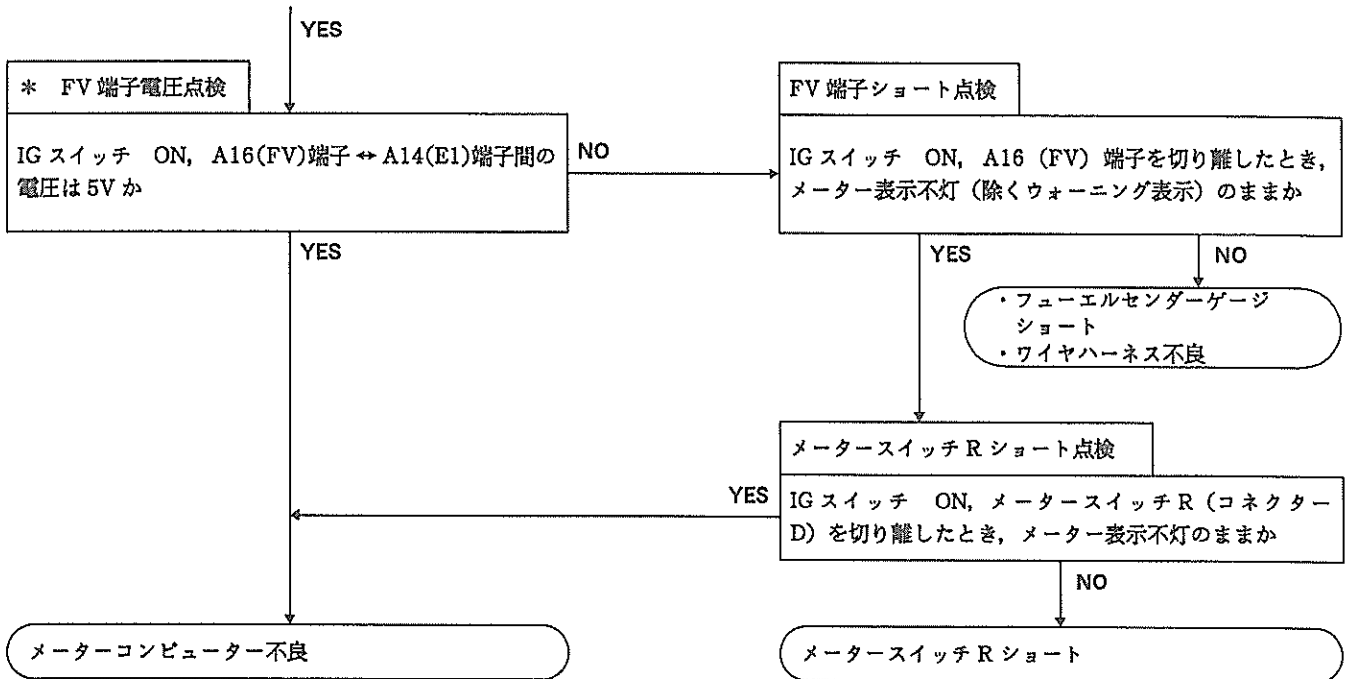 YES
* FV 端子電圧点検
IG スイッチ ON, A16(FV)端子↔A14(E1)端子間の
電圧は 5V か
NO
YES
FV 端子ショート点検
IG スイッチ ON, A16 (FV) 端子を切り離したとき,
メーター表示不灯（除くウォーニング表示）のままか
YES
NO
・フューエルセンダーゲージ
ショート
・ワイヤハーネス不良
メータースイッチ R ショート点検
YES
IG スイッチ ON, メータースイッチ R（コネクター
D）を切り離したとき, メーター表示不灯のままか
NO
メーターコンピューター不良
メータースイッチ R ショート